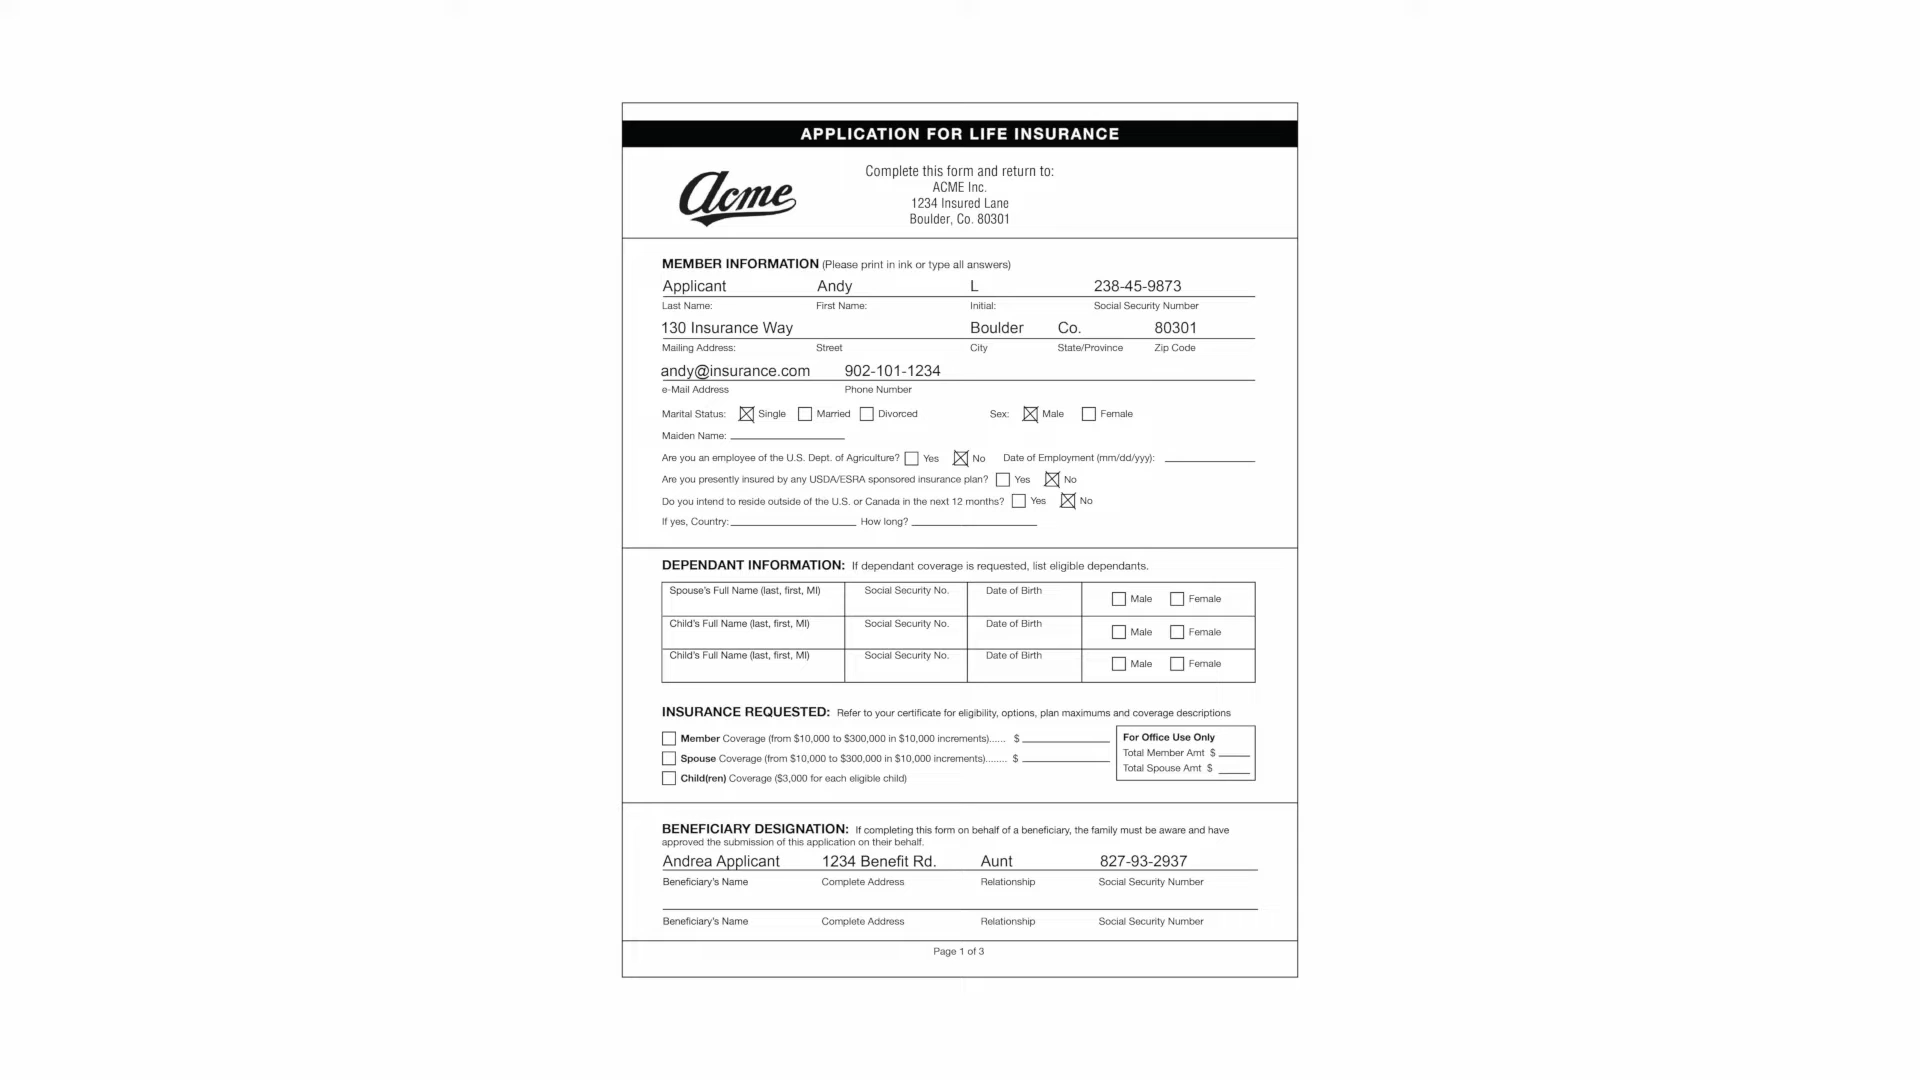 APPLICATION FOR LIFE INSURANCE
Acme
Complete this form and return to:
ACME Inc.
1234 Insured Lane
Boulder, Co. 80301
MEMBER INFORMATION (Please print in ink or type all answers)
Applicant Andy L 238-45-9873
Last Name: First Name: Initial: Social Security Number
130 Insurance Way Boulder Co. 80301
Mailing Address: Street City State/Province Zip Code
andy@insurance.com 902-101-1234
e-Mail Address Phone Number
Marital Status: Single Married Divorced Sex: Male Female
Maiden Name:
Are you an employee of the U.S. Dept. of Agriculture? Yes No Date of Employment (mm/dd/yyy):
Are you presently insured by any USDA/ESRA sponsored insurance plan? Yes No
Do you intend to reside outside of the U.S. or Canada in the next 12 months? Yes No
If yes, Country: How long?
DEPENDANT INFORMATION: If dependant coverage is requested, list eligible dependants.
Spouse's Full Name (last, first, MI) Social Security No. Date of Birth Male Female
Child's Full Name (last, first, MI) Social Security No. Date of Birth Male Female
Child's Full Name (last, first, MI) Social Security No. Date of Birth Male Female
INSURANCE REQUESTED: Refer to your certificate for eligibility, options, plan maximums and coverage descriptions
Member Coverage (from $10,000 to $300,000 in $10,000 increments)...... $
Spouse Coverage (from $10,000 to $300,000 in $10,000 increments)........ $
Child(ren) Coverage ($3,000 for each eligible child)
For Office Use Only
Total Member Amt $
Total Spouse Amt $
BENEFICIARY DESIGNATION: If completing this form on behalf of a beneficiary, the family must be aware and have
approved the submission of this application on their behalf.
Andrea Applicant 1234 Benefit Rd. Aunt 827-93-2937
Beneficiary's Name Complete Address Relationship Social Security Number
Beneficiary's Name Complete Address Relationship Social Security Number
Page 1 of 3